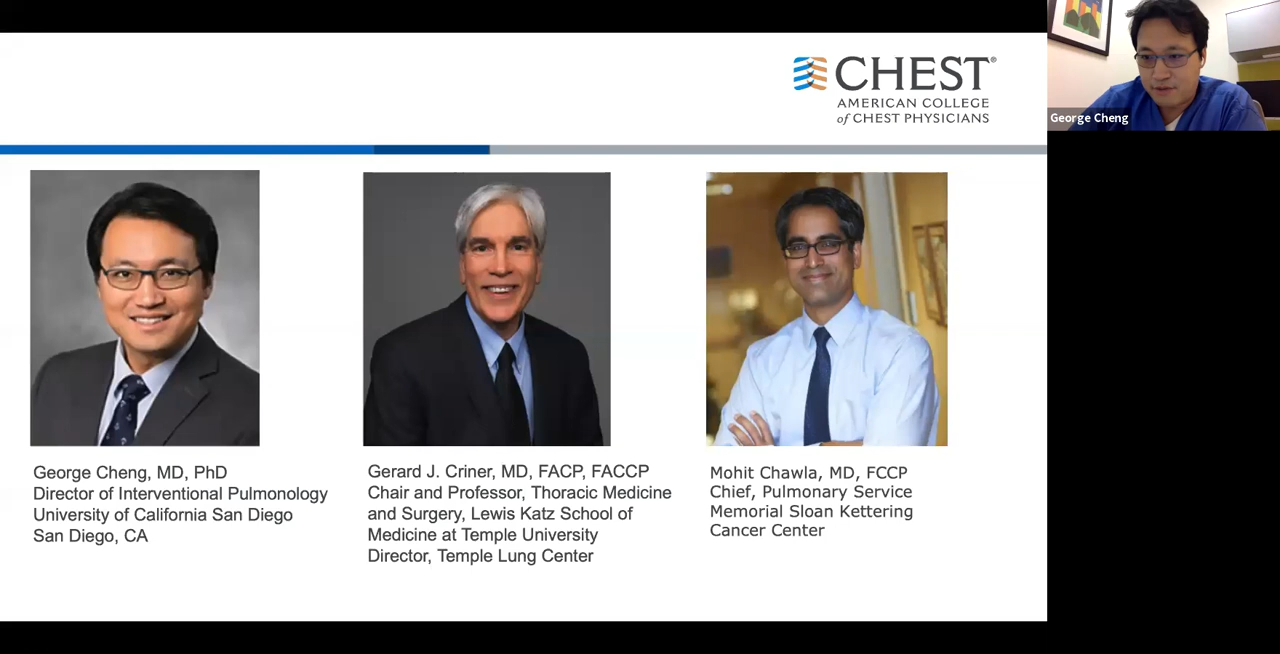 CHEST®
AMERICAN COLLEGE
of CHEST PHYSICIANS
George Cheng
George Cheng, MD, PhD
Director of Interventional Pulmonology
University of California San Diego
San Diego, CA
Gerard J. Criner, MD, FACP, FACCP
Chair and Professor, Thoracic Medicine
and Surgery, Lewis Katz School of
Medicine at Temple University
Director, Temple Lung Center
Mohit Chawla, MD, FCCP
Chief, Pulmonary Service
Memorial Sloan Kettering
Cancer Center